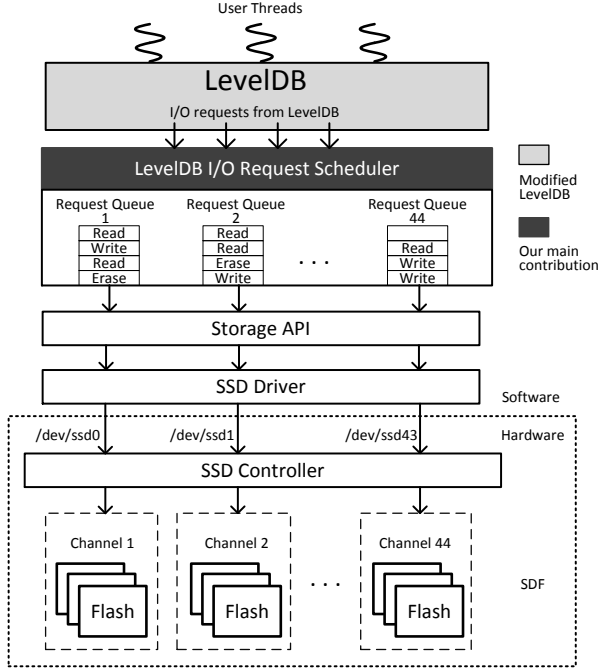 User Threads
LevelDB
I/O requests from LevelDB
LevelDB I/O Request Scheduler
Modified
LevelDB
Our main
contribution
Request Queue
1
Read
Write
Read
Erase
Request Queue
2
Read
Read
Erase
Write
. . .
Request Queue
44
Read
Write
Write
Storage API
SSD Driver
Software
Hardware
/dev/ssd0
/dev/ssd1
/dev/ssd43
SSD Controller
Channel 1
Flash
Channel 2
Flash
. . .
Channel 44
Flash
SDF